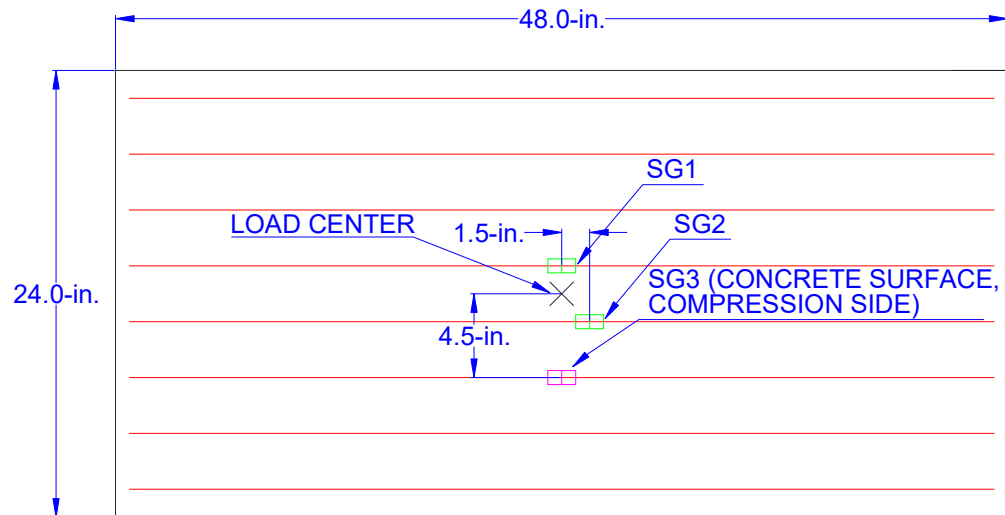 48.0-in.
SG1
LOAD CENTER
1.5-in.
SG2
24.0-in.
SG3 (CONCRETE SURFACE,
COMPRESSION SIDE)
4.5-in.